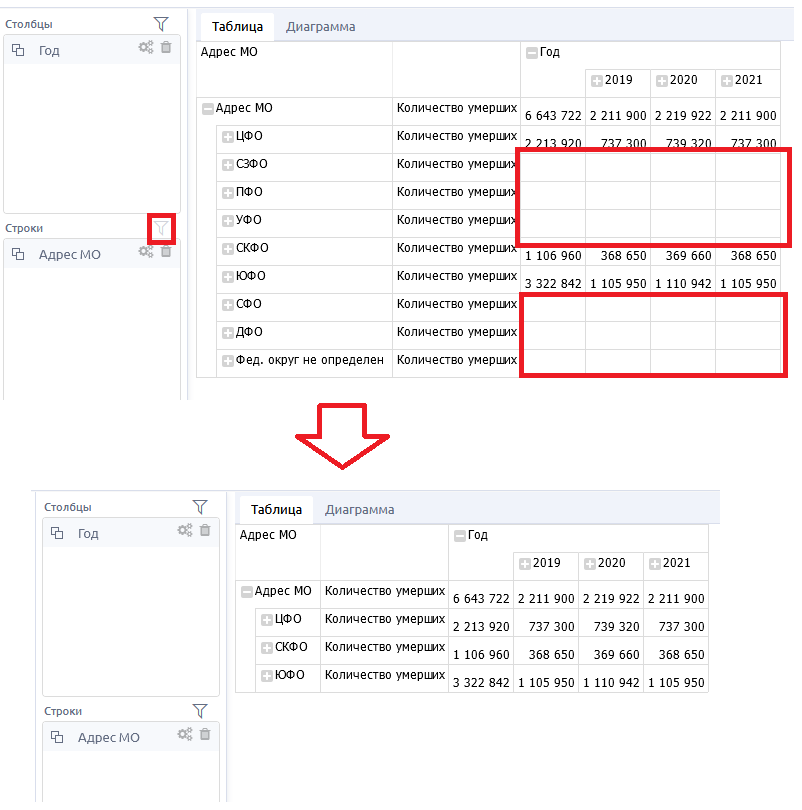 Столбцы
Год
Строки
Адрес МО
Таблица Диаграмма
Адрес МО Год
2019 2020 2021
Адрес МО Количество умерших 6 643 722 2 211 900 2 219 922 2 211 900
ЦФО Количество умерших 2 213 920 737 300 739 320 737 300
СЗФО Количество умерших
ПФО Количество умерших
УФО Количество умерших
СКФО Количество умерших 1 106 960 368 650 369 660 368 650
ЮФО Количество умерших 3 322 842 1 105 950 1 110 942 1 105 950
СФО Количество умерших
ДФО Количество умерших
Фед. округ не определен Количество умерших
Столбцы
Год
Строки
Адрес МО
Таблица Диаграмма
Адрес МО Год
2019 2020 2021
Адрес МО Количество умерших 6 643 722 2 211 900 2 219 922 2 211 900
ЦФО Количество умерших 2 213 920 737 300 739 320 737 300
СКФО Количество умерших 1 106 960 368 650 369 660 368 650
ЮФО Количество умерших 3 322 842 1 105 950 1 110 942 1 105 950